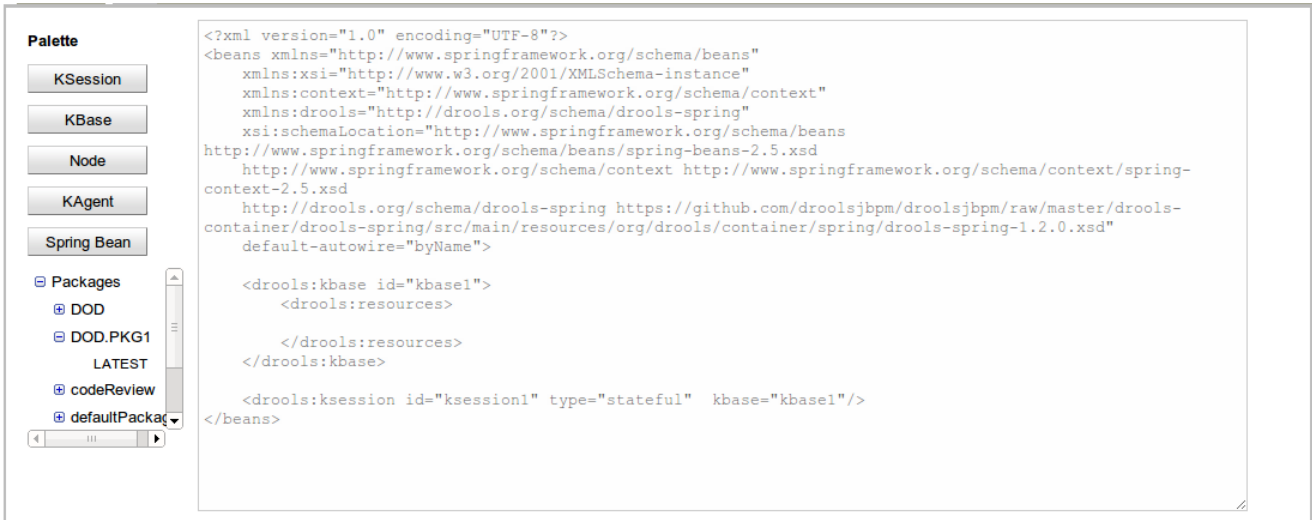 Palette
KSession
KBase
Node
KAgent
Spring Bean
Packages
DOD
DOD.PKG1
LATEST
codeReview
defaultPackag
<?xml version="1.0" encoding="UTF-8"?>
<beans xmlns="http://www.springframework.org/schema/beans"
    xmlns:xsi="http://www.w3.org/2001/XMLSchema-instance"
    xmlns:context="http://www.springframework.org/schema/context"
    xmlns:drools="http://drools.org/schema/drools-spring"
    xsi:schemaLocation="http://www.springframework.org/schema/beans
http://www.springframework.org/schema/beans/spring-beans-2.5.xsd
    http://www.springframework.org/schema/context http://www.springframework.org/schema/context/spring-
context-2.5.xsd
    http://drools.org/schema/drools-spring https://github.com/droolsjbpm/droolsjbpm/raw/master/drools-
container/drools-spring/src/main/resources/org/drools/container/spring/drools-spring-1.2.0.xsd"
    default-autowire="byName">
    <drools:kbase id="kbase1">
        <drools:resources>
        </drools:resources>
    </drools:kbase>
    <drools:ksession id="ksession1" type="stateful"  kbase="kbase1"/>
</beans>